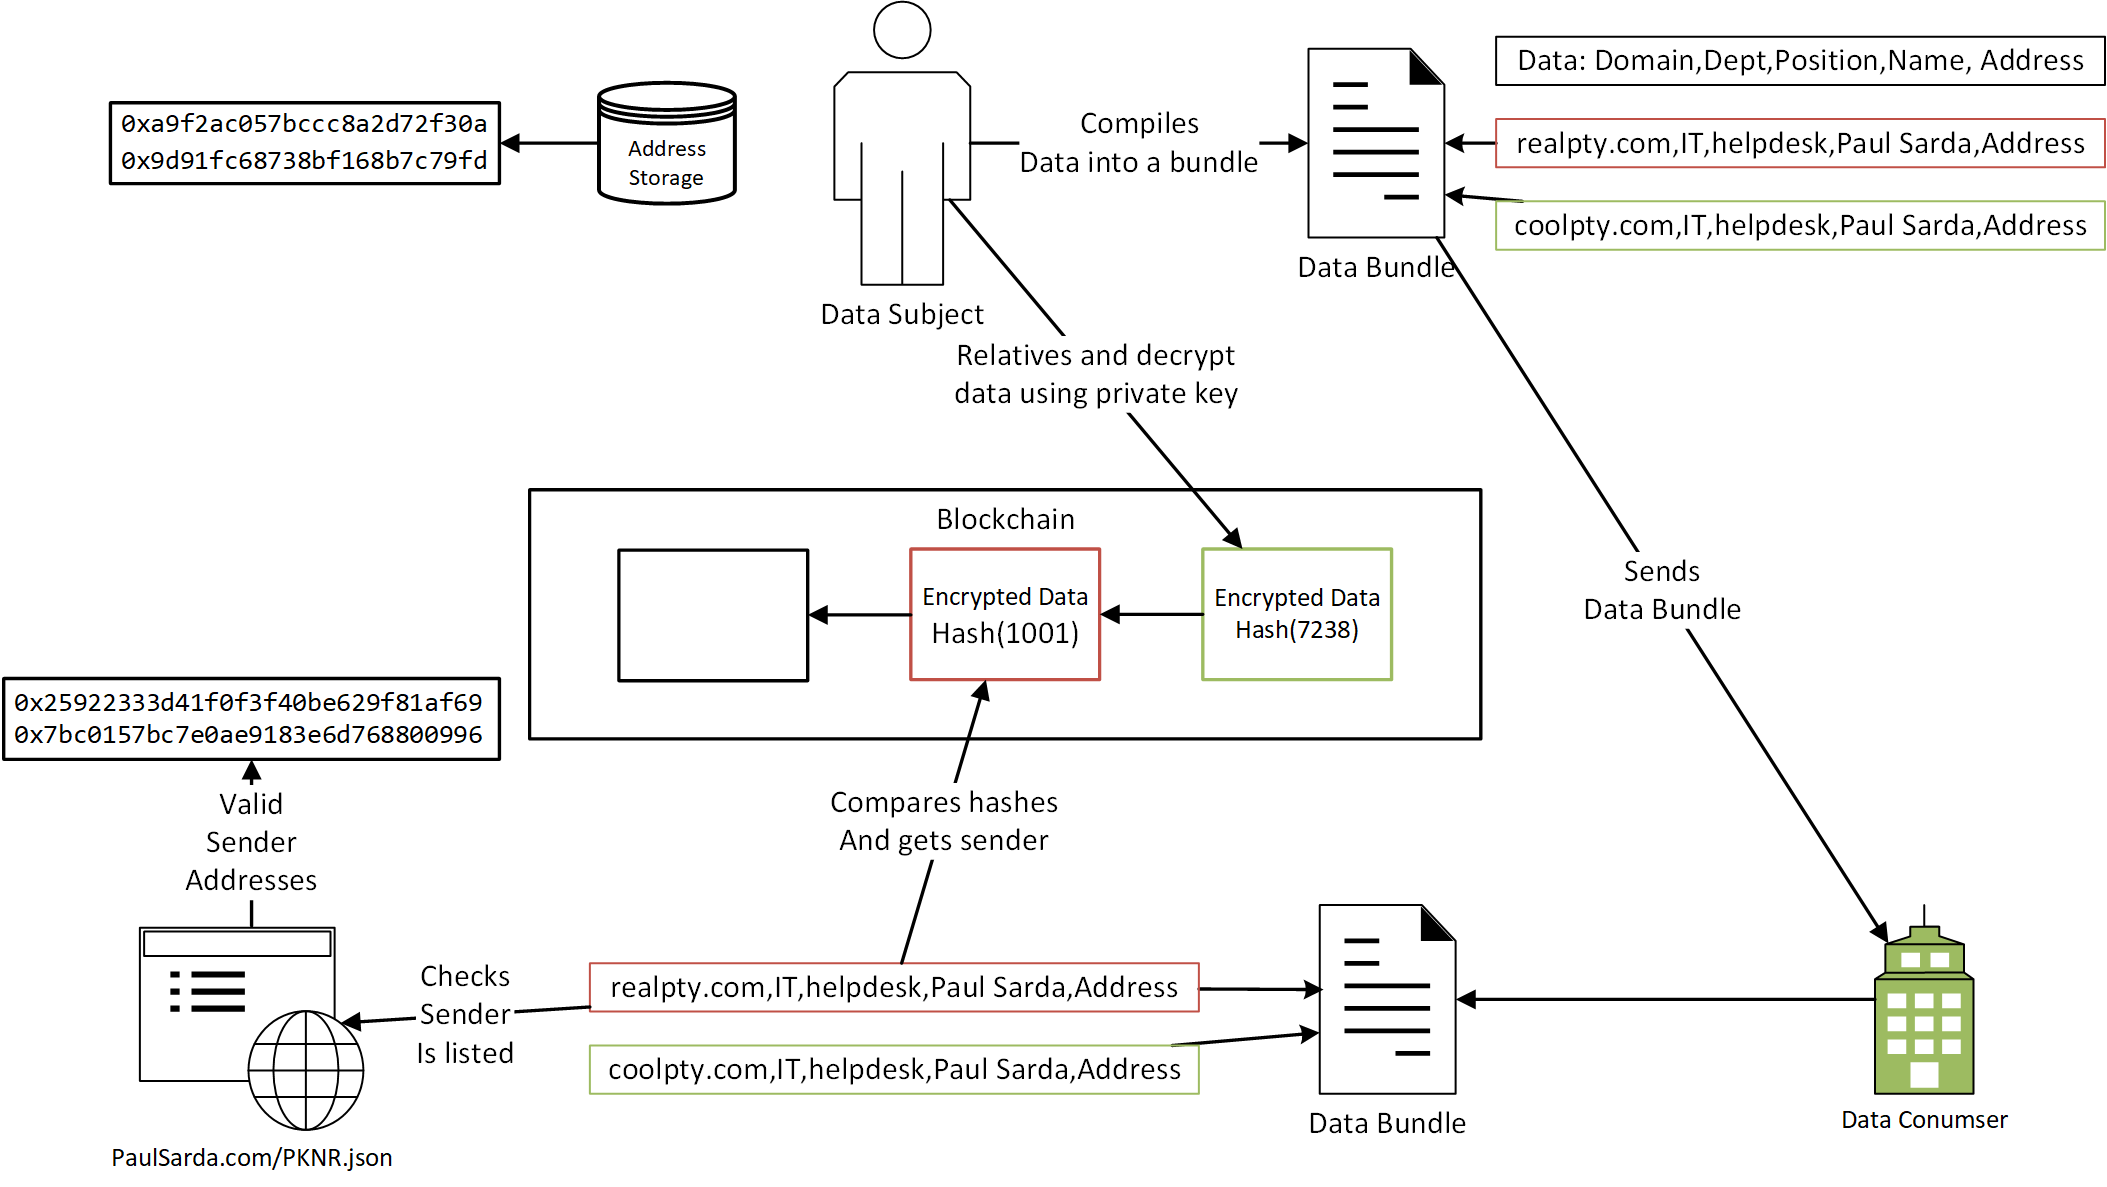 Data: Domain,Dept,Position,Name, Address
0xa9f2ac057bccc8a2d72f30a
0x9d91fc68738bf168b7c79fd
Address
Storage
Compiles
Data into a bundle
realpty.com,IT,helpdesk,Paul Sarda,Address
coolpty.com,IT,helpdesk,Paul Sarda,Address
Data Bundle
Data Subject
Relatives and decrypt
data using private key
Blockchain
Encrypted Data
Hash(1001)
Encrypted Data
Hash(7238)
Sends
Data Bundle
0x25922333d41f0f3f40be629f81af69
0x7bc0157bc7e0ae9183e6d768800996
Valid
Sender
Addresses
Compares hashes
And gets sender
Checks
Sender
Is listed
realpty.com,IT,helpdesk,Paul Sarda,Address
coolpty.com,IT,helpdesk,Paul Sarda,Address
Data Bundle
Data Conumser
PaulSarda.com/PKNR.json